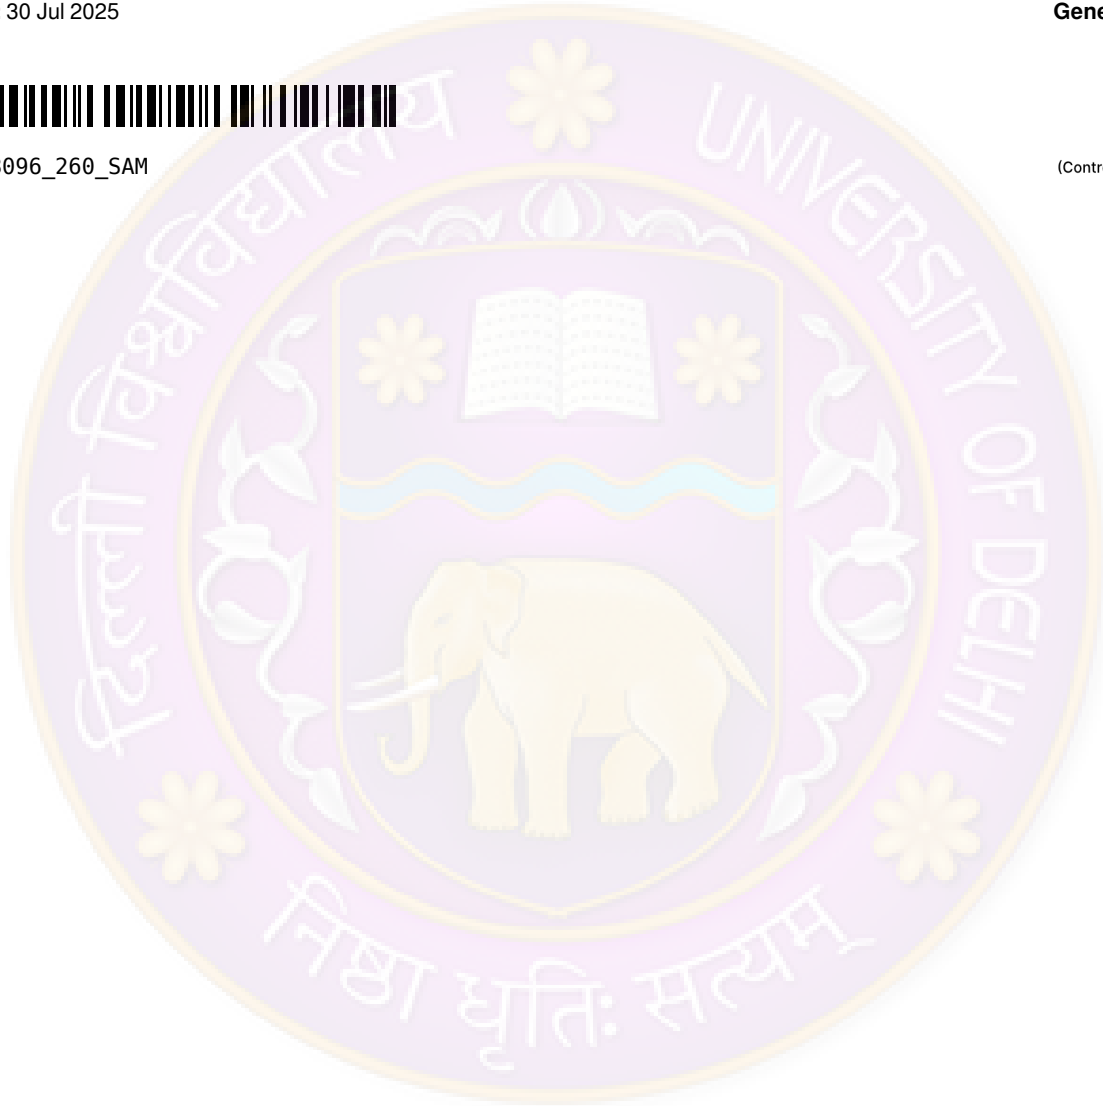 : 30 Jul 2025
Gene
096_260_SAM
(Contr
दिल्ली विश्वविद्यालय
UNIVERSITY OF DELHI
निष्ठा धृतिः सत्यम्